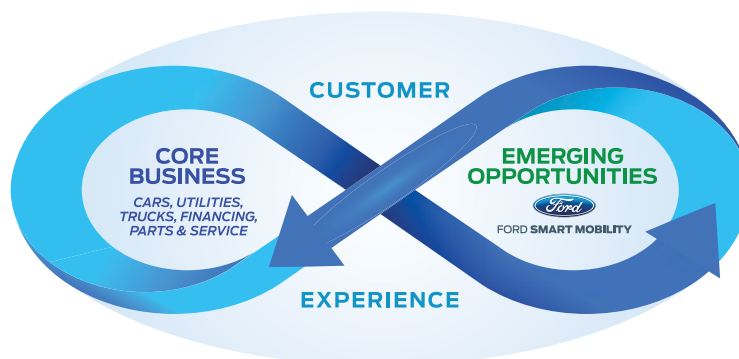 CUSTOMER
CORE
BUSINESS
CARS, UTILITIES,
TRUCKS, FINANCING,
PARTS & SERVICE
EMERGING
OPPORTUNITIES
Ford
FORD SMART MOBILITY
EXPERIENCE